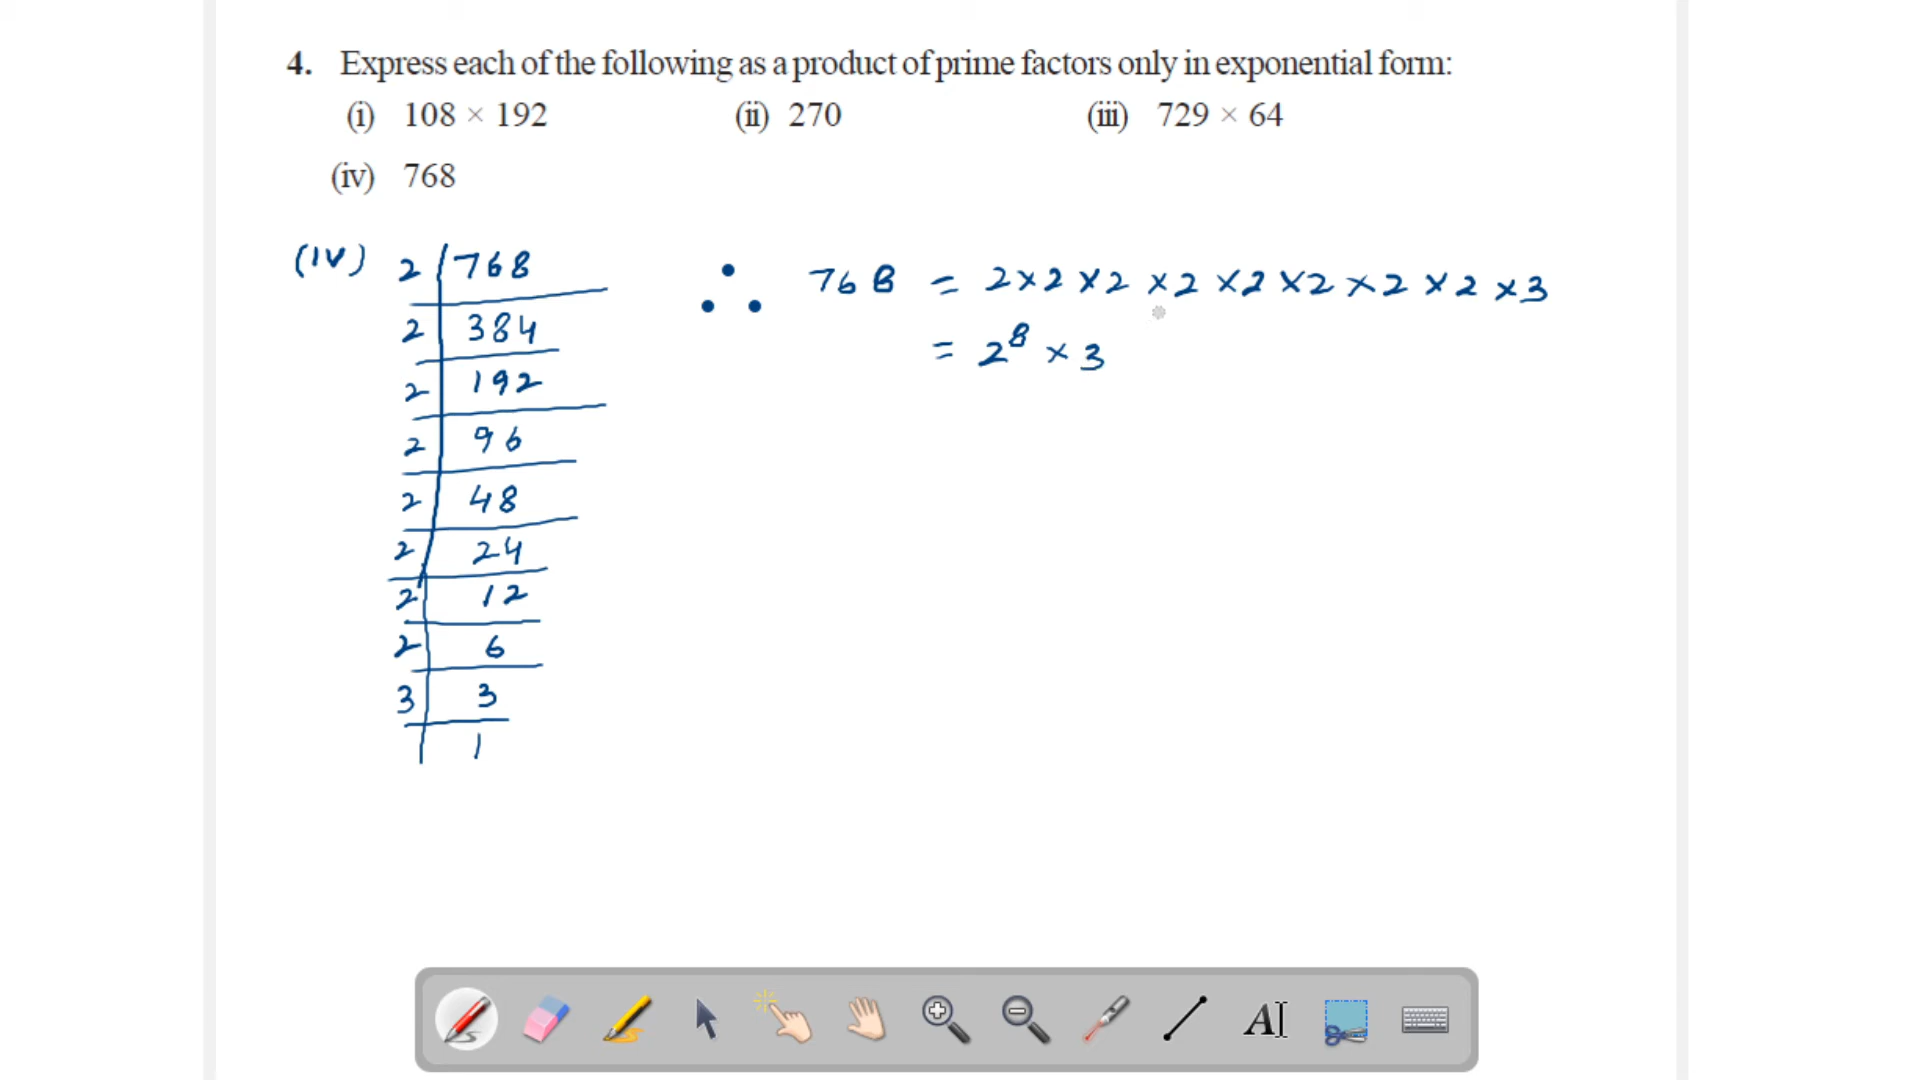 4. Express each of the following as a product of prime factors only in exponential form:
(i) 108 × 192 (ii) 270 (iii) 729 × 64
(iv) 768
(iv) 2 | 768
2 | 384
2 | 192
2 | 96
2 | 48
2 | 24
2 | 12
2 | 6
3 | 3
| 1
∴ 768 = 2×2×2×2×2×2×2×2×3
= 2⁸ × 3
AI